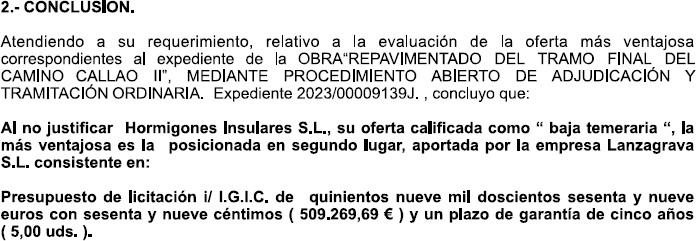 2.- CONCLUSION.
Atendiendo a su requerimiento, relativo a la evaluación de la oferta más ventajosa
correspondientes al expediente de la OBRA“REPAVIMENTADO DEL TRAMO FINAL DEL
CAMINO CALLAO II”, MEDIANTE PROCEDIMIENTO ABIERTO DE ADJUDICACIÓN Y
TRAMITACIÓN ORDINARIA. Expediente 2023/00009139J. , concluyo que:
Al no justificar Hormigones Insulares S.L., su oferta calificada como “ baja temeraria “, la
más ventajosa es la posicionada en segundo lugar, aportada por la empresa Lanzagrava
S.L. consistente en:
Presupuesto de licitación i/ I.G.I.C. de quinientos nueve mil doscientos sesenta y nueve
euros con sesenta y nueve céntimos ( 509.269,69 € ) y un plazo de garantía de cinco años
( 5,00 uds. ).